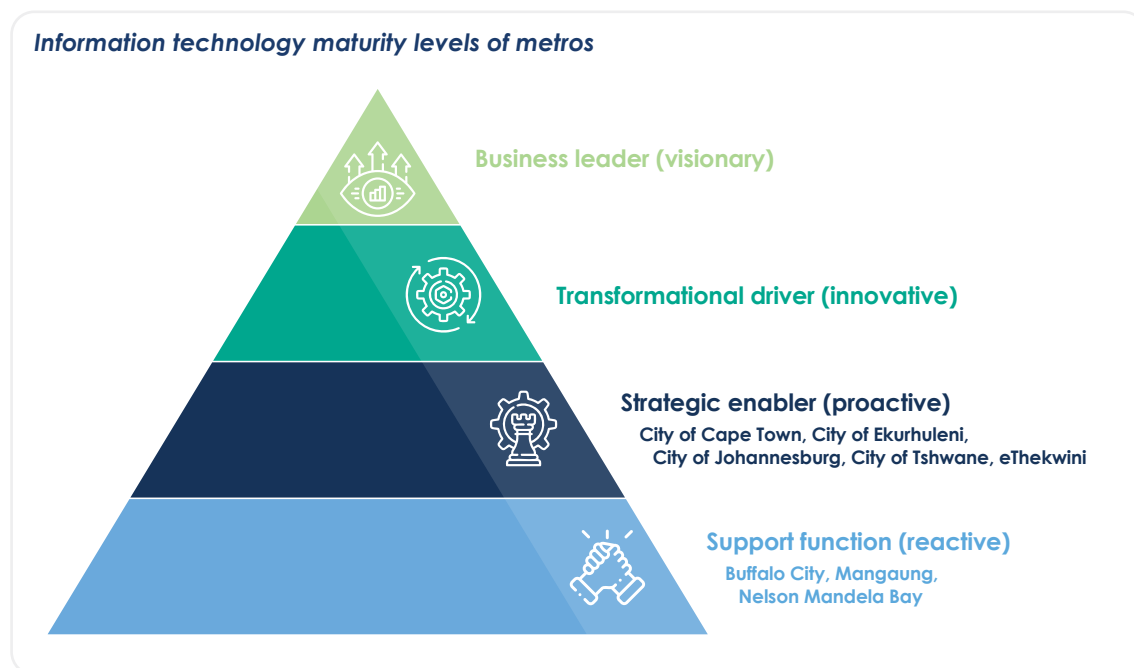 Information technology maturity levels of metros
Business leader (visionary)
Transformational driver (innovative)
Strategic enabler (proactive)
City of Cape Town, City of Ekurhuleni,
City of Johannesburg, City of Tshwane, eThekwini
Support function (reactive)
Buffalo City, Mangaung,
Nelson Mandela Bay